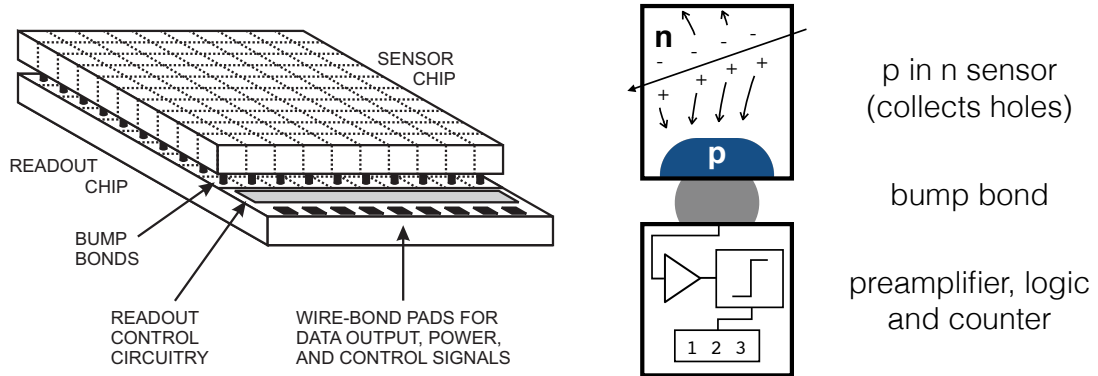 SENSOR
CHIP
READOUT
CHIP
BUMP
BONDS
READOUT
CONTROL
CIRCUITRY
WIRE-BOND PADS FOR
DATA OUTPUT, POWER,
AND CONTROL SIGNALS
n
- - -
- - 
+ + + +
p
1 2 3
p in n sensor
(collects holes)
bump bond
preamplifier, logic
and counter